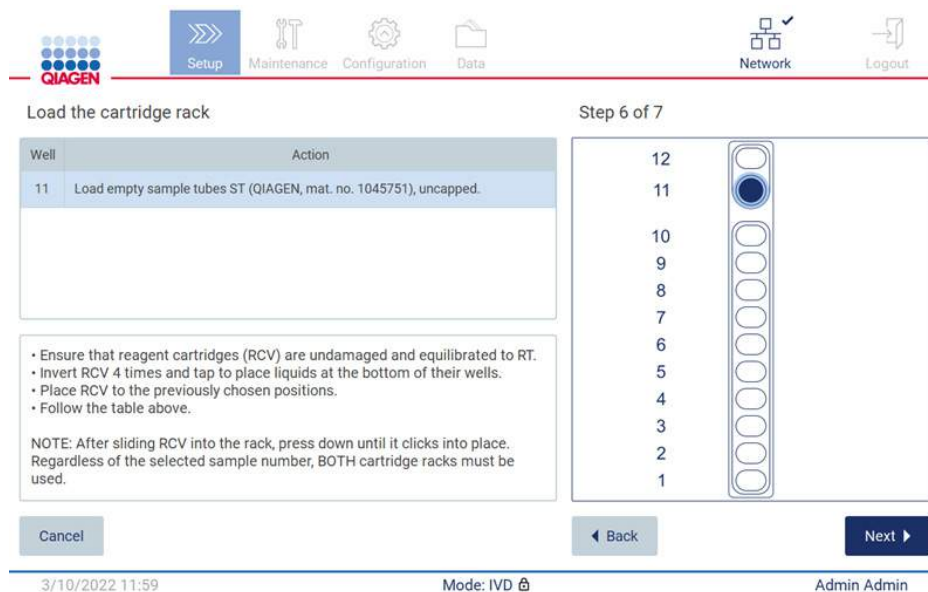 QIAGEN
Setup
Maintenance
Configuration
Data
Network
Logout
Load the cartridge rack
Step 6 of 7
Well Action
11 Load empty sample tubes ST (QIAGEN, mat. no. 1045751), uncapped.
• Ensure that reagent cartridges (RCV) are undamaged and equilibrated to RT.
• Invert RCV 4 times and tap to place liquids at the bottom of their wells.
• Place RCV to the previously chosen positions.
• Follow the table above.
NOTE: After sliding RCV into the rack, press down until it clicks into place.
Regardless of the selected sample number, BOTH cartridge racks must be
used.
12
11
10
9
8
7
6
5
4
3
2
1
Cancel
Back
Next
3/10/2022 11:59
Mode: IVD
Admin Admin